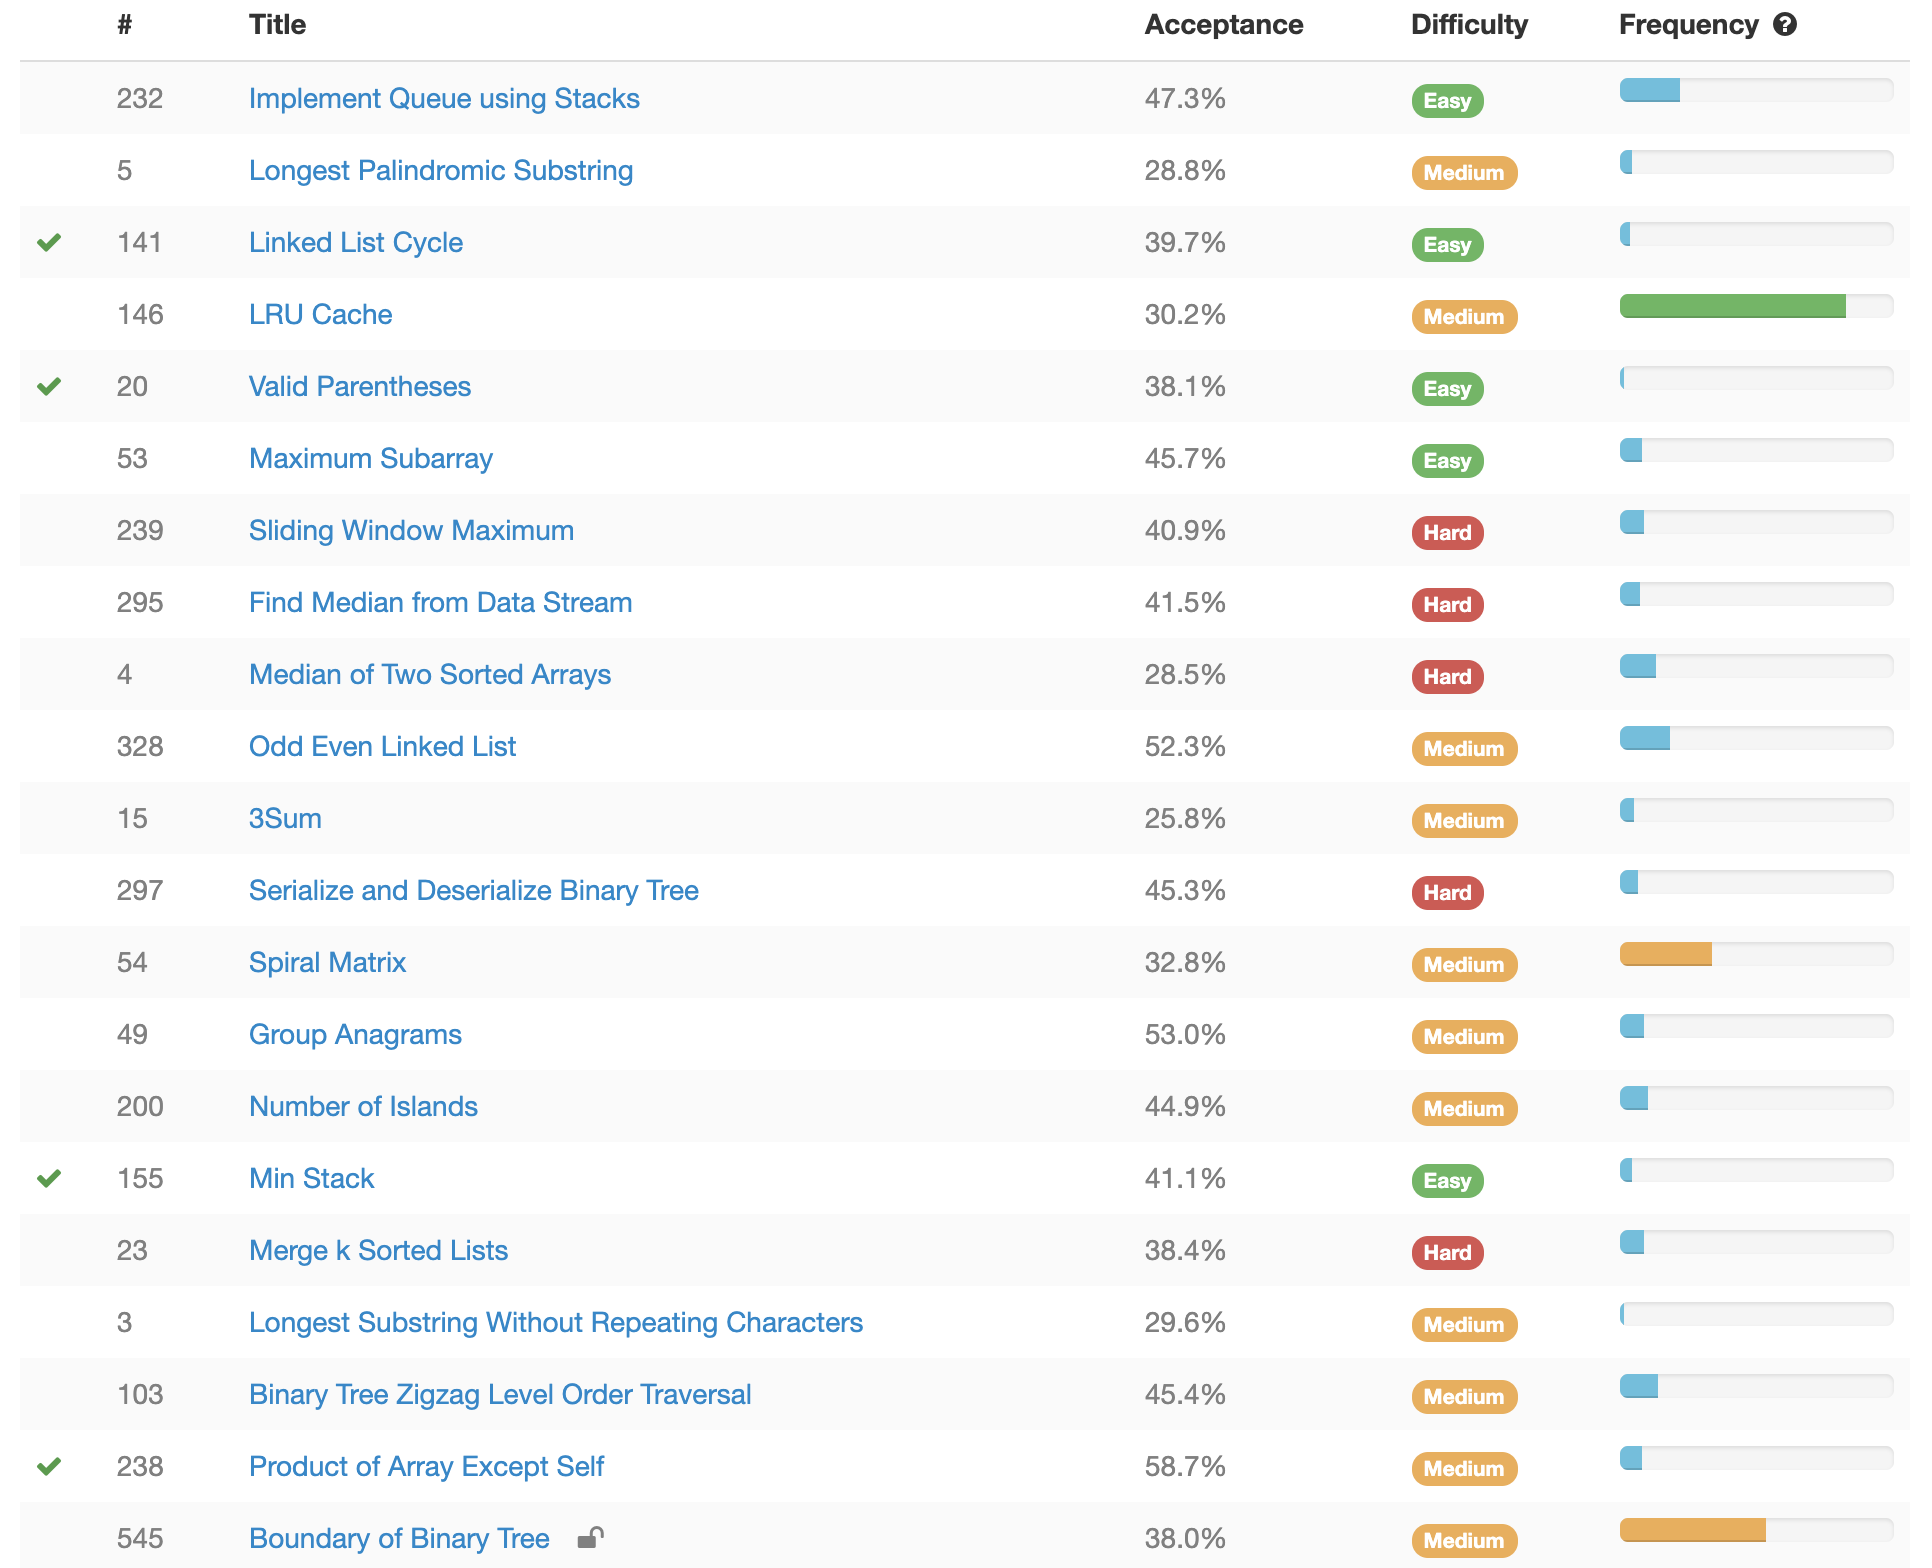 # Title Acceptance Difficulty Frequency ?
232 Implement Queue using Stacks 47.3% Easy
5 Longest Palindromic Substring 28.8% Medium
141 Linked List Cycle 39.7% Easy
146 LRU Cache 30.2% Medium
20 Valid Parentheses 38.1% Easy
53 Maximum Subarray 45.7% Easy
239 Sliding Window Maximum 40.9% Hard
295 Find Median from Data Stream 41.5% Hard
4 Median of Two Sorted Arrays 28.5% Hard
328 Odd Even Linked List 52.3% Medium
15 3Sum 25.8% Medium
297 Serialize and Deserialize Binary Tree 45.3% Hard
54 Spiral Matrix 32.8% Medium
49 Group Anagrams 53.0% Medium
200 Number of Islands 44.9% Medium
155 Min Stack 41.1% Easy
23 Merge k Sorted Lists 38.4% Hard
3 Longest Substring Without Repeating Characters 29.6% Medium
103 Binary Tree Zigzag Level Order Traversal 45.4% Medium
238 Product of Array Except Self 58.7% Medium
545 Boundary of Binary Tree 38.0% Medium